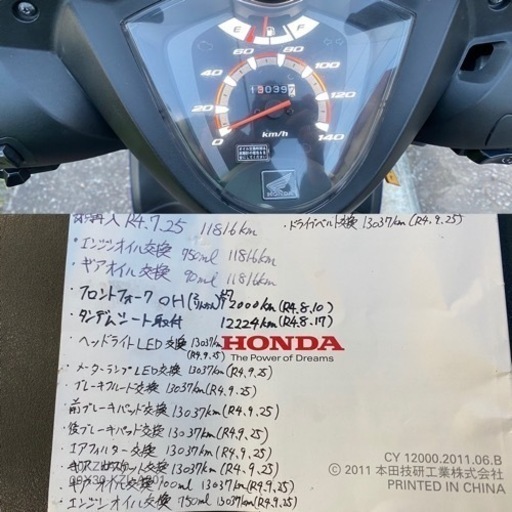 E F
0 20 40 60 80 100 120 140
13039
km/h
HONDA
R4.7.25 11816km
・ドライブベルト交換 13037km(R4.9.25)
・エンジンオイル交換 750ml 11816km
・ギアオイル交換 90ml 11816km
・フロントフォークOH 12000km(R4.8.10)
・タンデムシート取付 12224km(R4.8.17)
・ヘッドライトLED交換 13037km(R4.9.25)
HONDA
The Power of Dreams
・メーターランプLED交換 13037km(R4.9.25)
・ブレーキフルード交換 13037km(R4.9.25)
・前ブレーキパッド交換 13037km(R4.9.25)
・後ブレーキパッド交換 13037km(R4.9.25)
・エアフィルター交換 13037km(R4.9.25)
交換 13037km(R4.9.25)
・ギアオイル 100ml 13037km(R4.9.25)
・エンジンオイル交換 750ml 13037km(R4.9.25)
CY 12000.2011.06.B
© 2011 本田技研工業株式会社
PRINTED IN CHINA